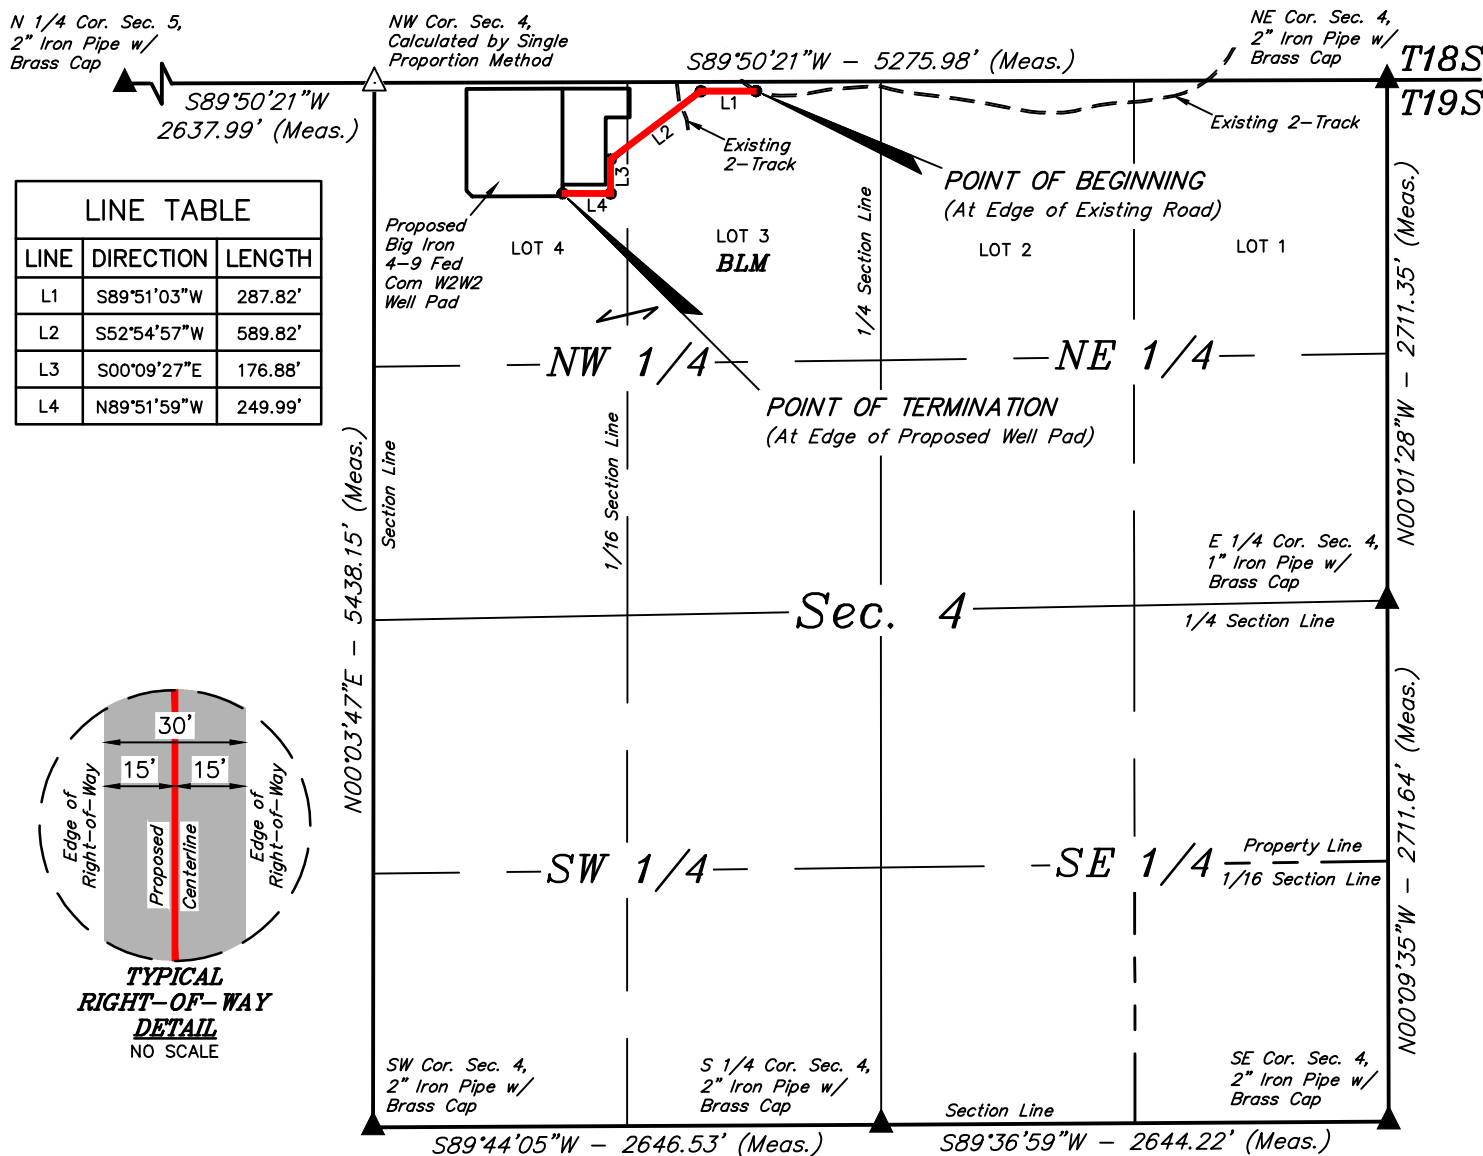 N 1/4 Cor. Sec. 5,
2" Iron Pipe w/
Brass Cap
NW Cor. Sec. 4,
Calculated by Single
Proportion Method
NE Cor. Sec. 4,
2" Iron Pipe w/
Brass Cap
S89°50'21"W – 5275.98' (Meas.)
T18S
T19S
S89°50'21"W
2637.99' (Meas.)
L1
L2
L3
L4
Existing
2-Track
Existing 2-Track
POINT OF BEGINNING
(At Edge of Existing Road)
LINE TABLE
LINE DIRECTION LENGTH
L1 S89°51'03"W 287.82'
L2 S52°54'57"W 589.82'
L3 S00°09'27"E 176.88'
L4 N89°51'59"W 249.99'
Proposed
Big Iron
4-9 Fed
Com W2W2
Well Pad
LOT 4
LOT 3
BLM
LOT 2
LOT 1
1/4 Section Line
N00°01'28"W – 2711.35' (Meas.)
NW 1/4
NE 1/4
POINT OF TERMINATION
(At Edge of Proposed Well Pad)
Section Line
1/16 Section Line
N00°03'47"E – 5438.15' (Meas.)
E 1/4 Cor. Sec. 4,
1" Iron Pipe w/
Brass Cap
Sec. 4
1/4 Section Line
30'
15' 15'
Edge of
Right-of-Way
Proposed
Centerline
Edge of
Right-of-Way
TYPICAL
RIGHT-OF-WAY
DETAIL
NO SCALE
SW 1/4
SE 1/4
Property Line
1/16 Section Line
N00°09'35"W – 2711.64' (Meas.)
SW Cor. Sec. 4,
2" Iron Pipe w/
Brass Cap
S 1/4 Cor. Sec. 4,
2" Iron Pipe w/
Brass Cap
SE Cor. Sec. 4,
2" Iron Pipe w/
Brass Cap
Section Line
S89°44'05"W – 2646.53' (Meas.)
S89°36'59"W – 2644.22' (Meas.)